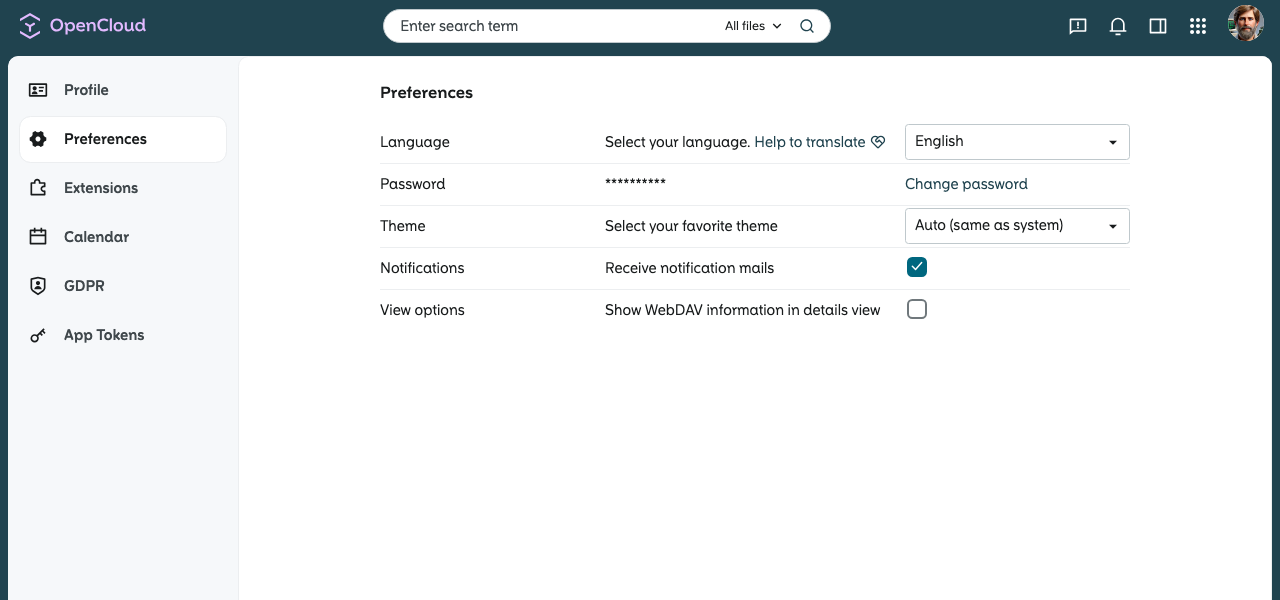 OpenCloud
Enter search term All files
Profile
Preferences
Extensions
Calendar
GDPR
App Tokens
Preferences
Language Select your language. Help to translate English
Password ********** Change password
Theme Select your favorite theme Auto (same as system)
Notifications Receive notification mails
View options Show WebDAV information in details view